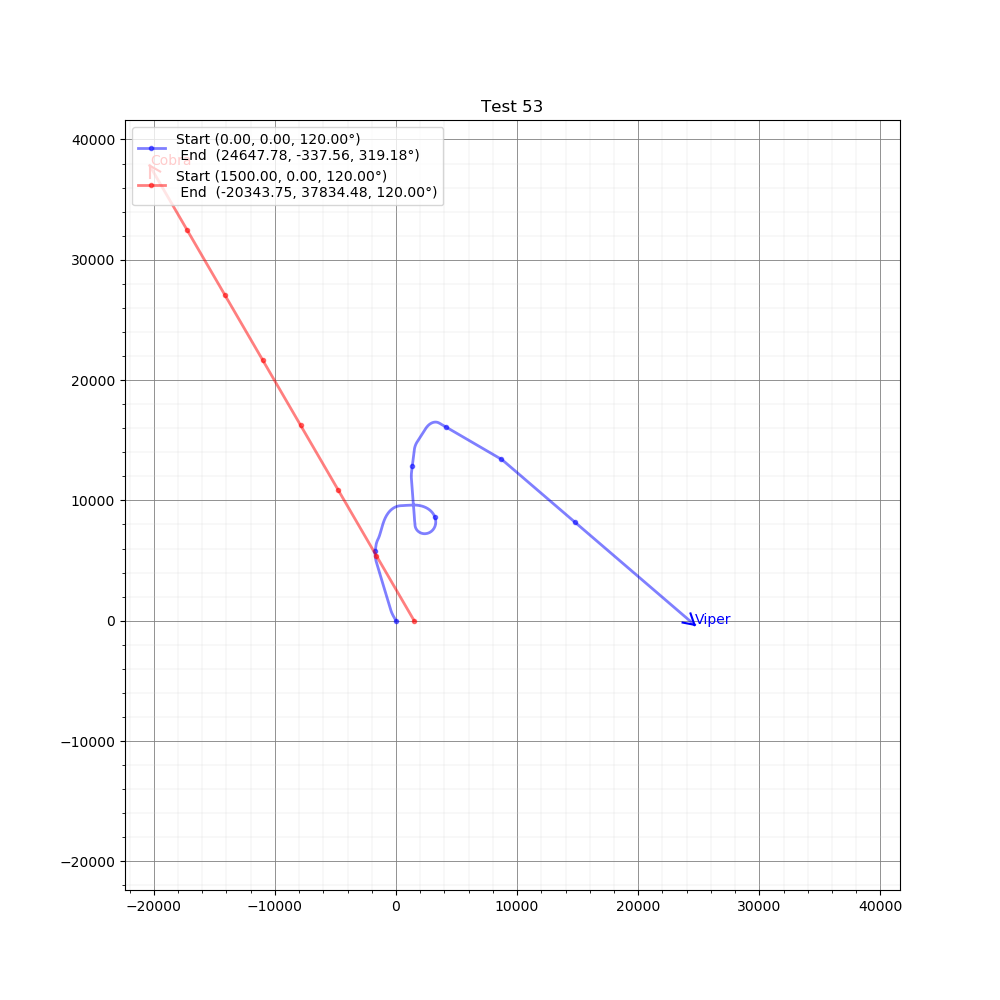 Test 53
40000
30000
20000
10000
0
−10000
−20000
Start (0.00, 0.00, 120.00°)
End (24647.78, -337.56, 319.18°)
Start (1500.00, 0.00, 120.00°)
End (-20343.75, 37834.48, 120.00°)
Cobra
Viper
−20000 −10000 0 10000 20000 30000 40000